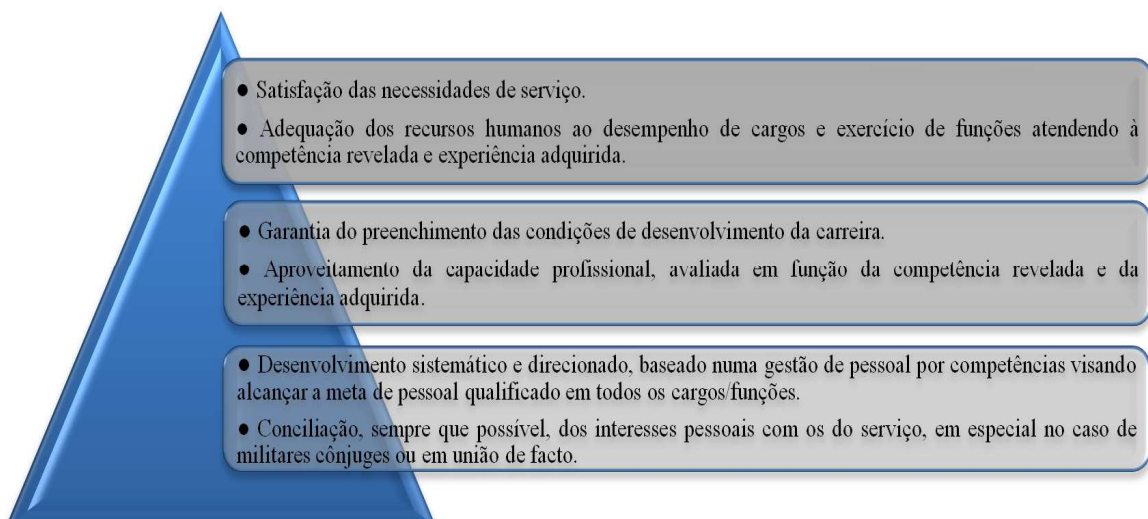 ● Satisfação das necessidades de serviço.
● Adequação dos recursos humanos ao desempenho de cargos e exercício de funções atendendo à
competência revelada e experiência adquirida.
● Garantia do preenchimento das condições de desenvolvimento da carreira.
● Aproveitamento da capacidade profissional, avaliada em função da competência revelada e da
experiência adquirida.
● Desenvolvimento sistemático e direcionado, baseado numa gestão de pessoal por competências visando
alcançar a meta de pessoal qualificado em todos os cargos/funções.
● Conciliação, sempre que possível, dos interesses pessoais com os do serviço, em especial no caso de
militares cônjuges ou em união de facto.